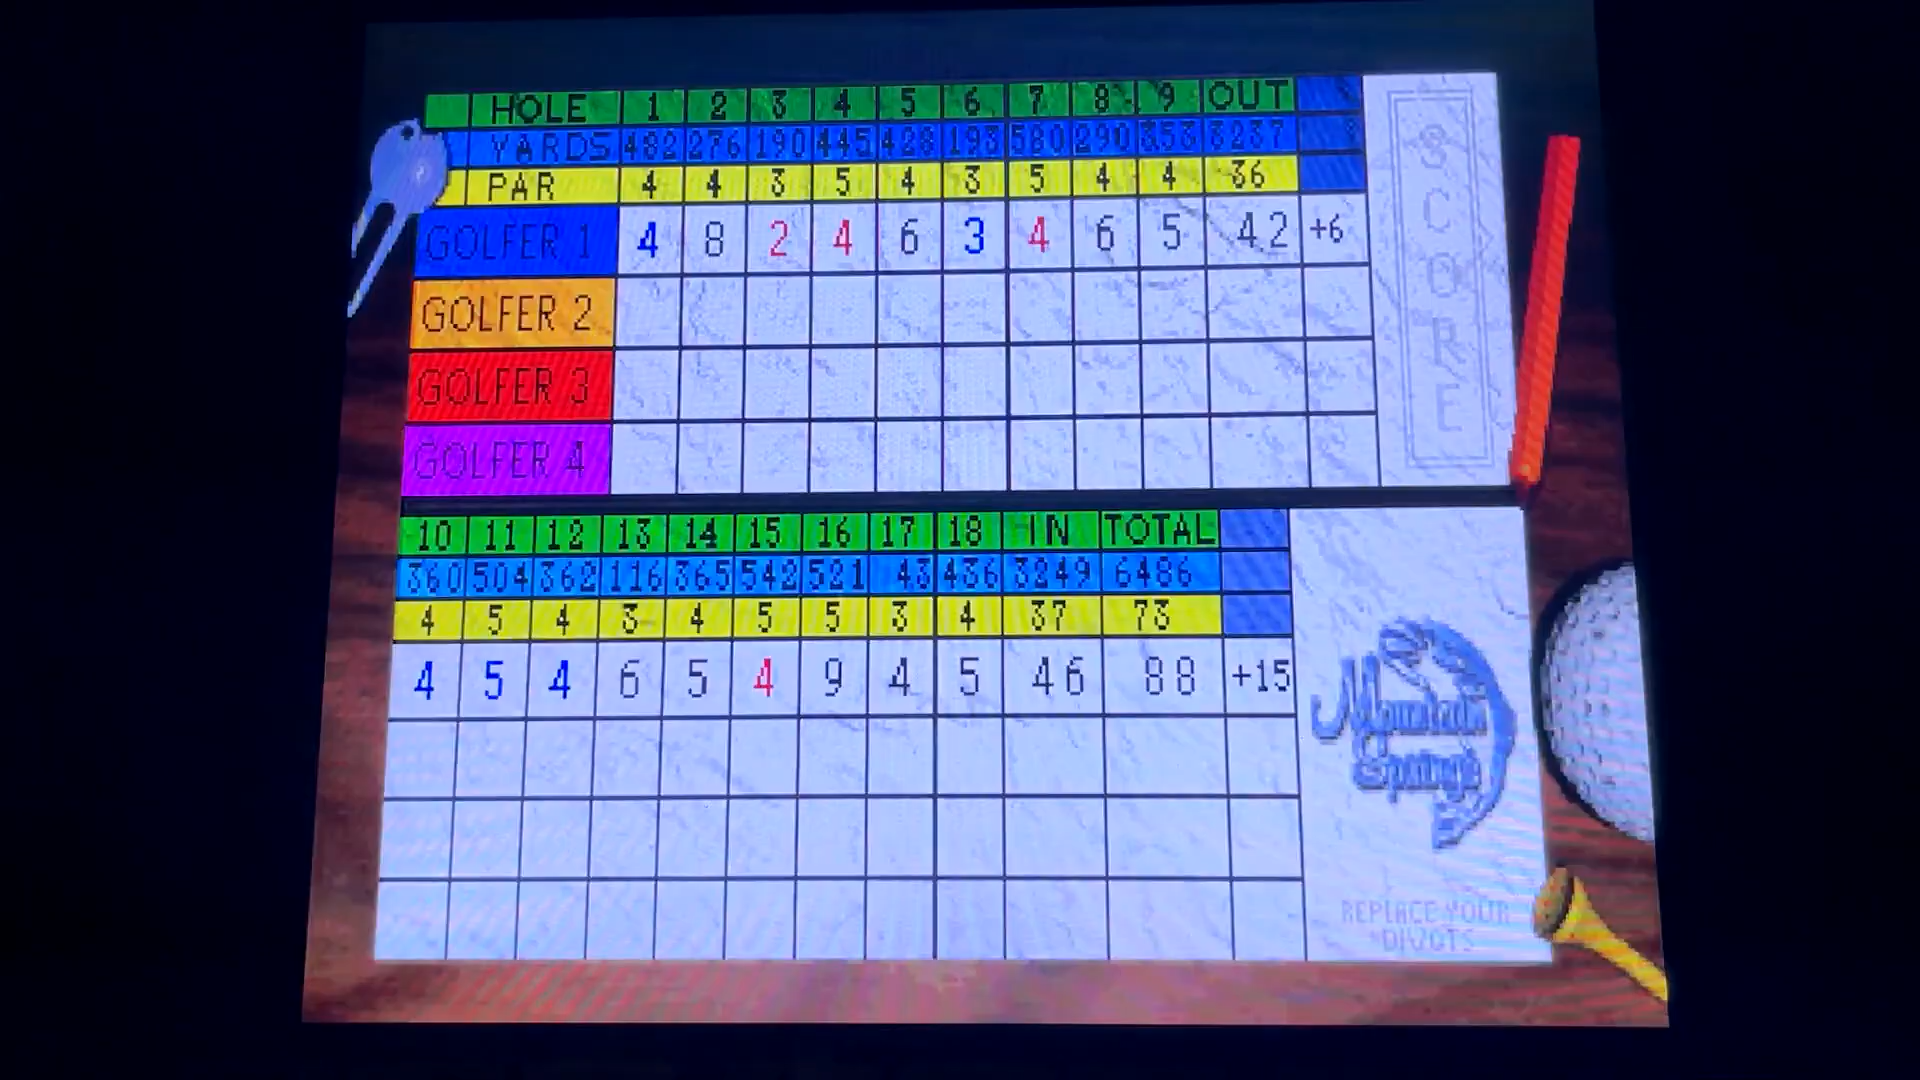 HOLE 1 2 3 4 5 6 7 8 9 OUT
YARDS 482 276 190 445 428 193 580 290 353 3237
PAR 4 4 3 5 4 3 5 4 4 36
GOLFER 1 4 8 2 4 6 3 4 6 5 42 +6
GOLFER 2
GOLFER 3
GOLFER 4
SCORE
10 11 12 13 14 15 16 17 18 IN TOTAL
360 504 362 116 365 542 521 43 436 3249 6486
4 5 4 3 4 5 5 3 4 37 73
4 5 4 6 5 4 9 4 5 46 88 +15
Mountain
Springs
REPLACE YOUR
DIVOTS